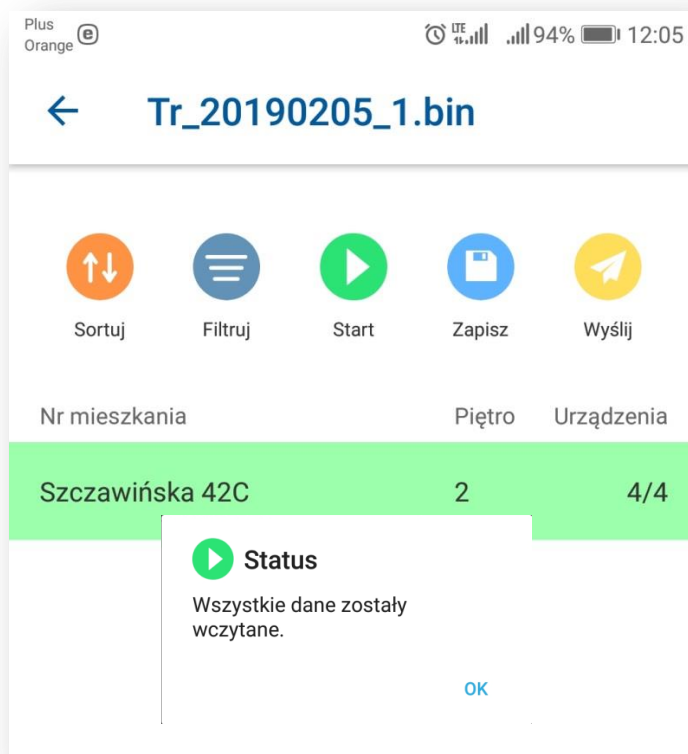 Plus
Orange e LTE 94% 12:05
Tr_20190205_1.bin
Sortuj Filtruj Start Zapisz Wyślij
Nr mieszkania Piętro Urządzenia
Szczawińska 42C 2 4/4
Status
Wszystkie dane zostały
wczytane.
OK